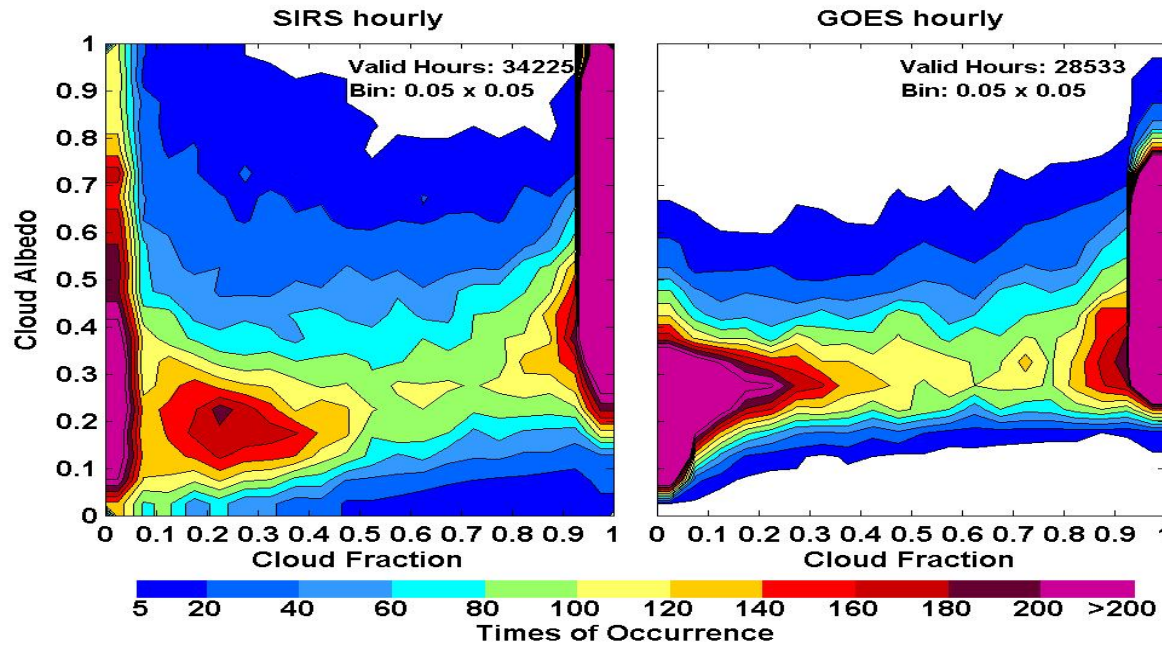 SIRS hourly
GOES hourly
Valid Hours: 34225
Bin: 0.05 x 0.05
Valid Hours: 28533
Bin: 0.05 x 0.05
Cloud Albedo
1
0.9
0.8
0.7
0.6
0.5
0.4
0.3
0.2
0.1
0
0 0.1 0.2 0.3 0.4 0.5 0.6 0.7 0.8 0.9 1
0 0.1 0.2 0.3 0.4 0.5 0.6 0.7 0.8 0.9 1
Cloud Fraction
Cloud Fraction
5 20 40 60 80 100 120 140 160 180 200 >200
Times of Occurrence